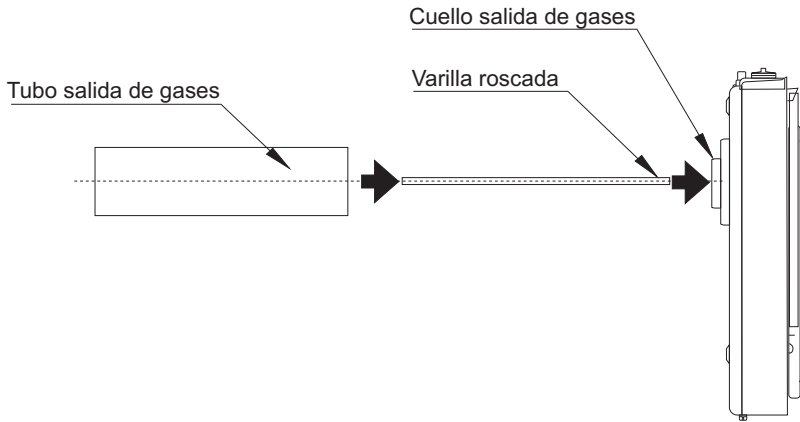 Cuello salida de gases
Varilla roscada
Tubo salida de gases